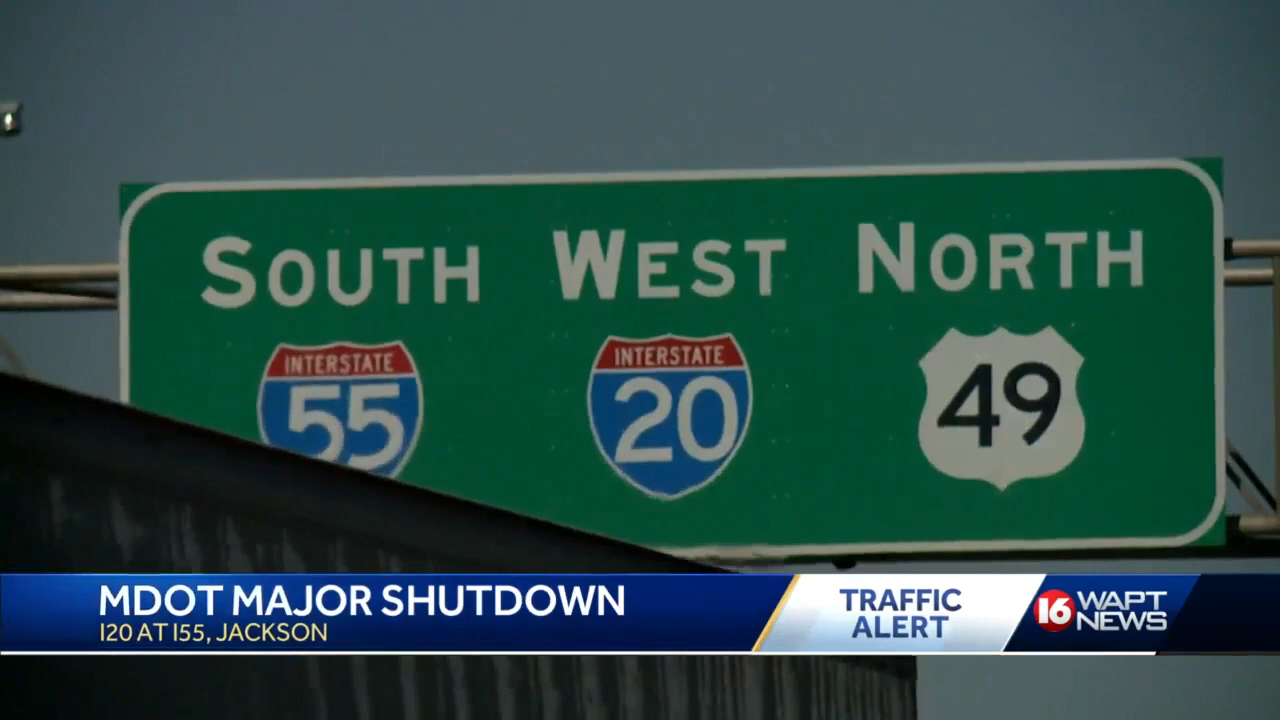 SOUTH WEST NORTH
INTERSTATE INTERSTATE
55 20 49
MDOT MAJOR SHUTDOWN
I20 AT I55, JACKSON
TRAFFIC
ALERT
16 WAPT
NEWS